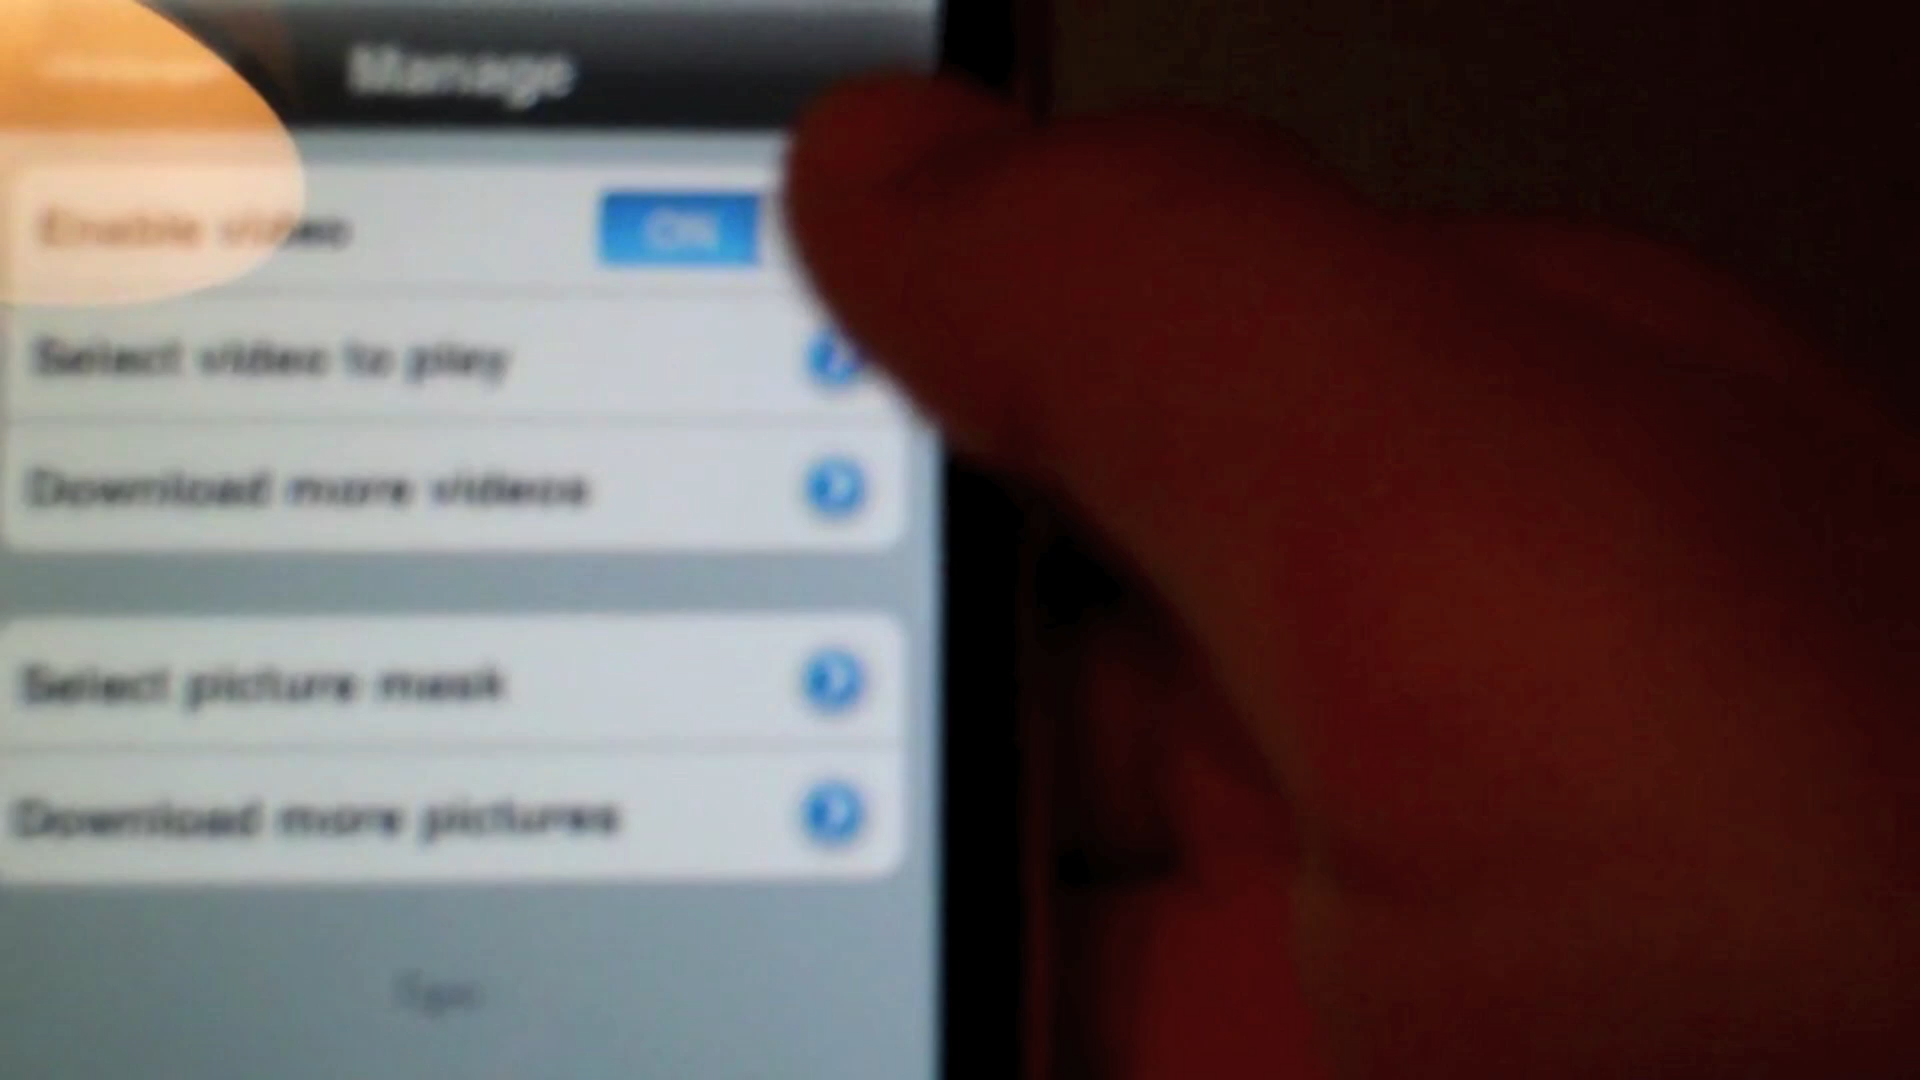 Manage
Enable video
ON
Select video to play
Download more videos
Select picture mask
Download more pictures